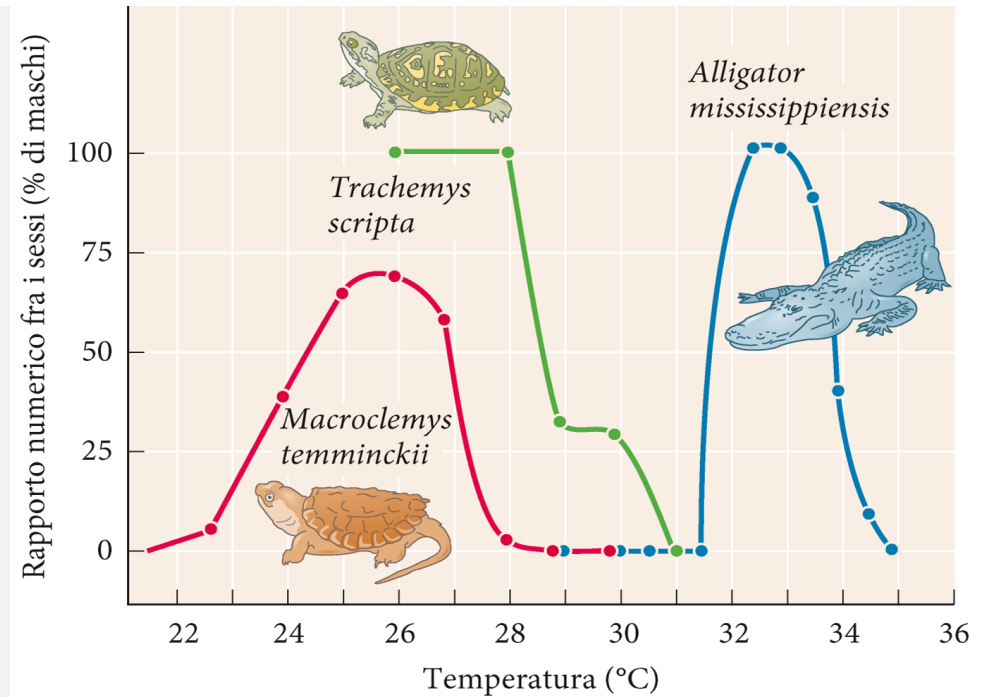 Rapporto numerico fra i sessi (% di maschi)
100
75
50
25
0
Trachemys
scripta
Alligator
mississippiensis
Macroclemys
temminckii
22 24 26 28 30 32 34 36
Temperatura (°C)